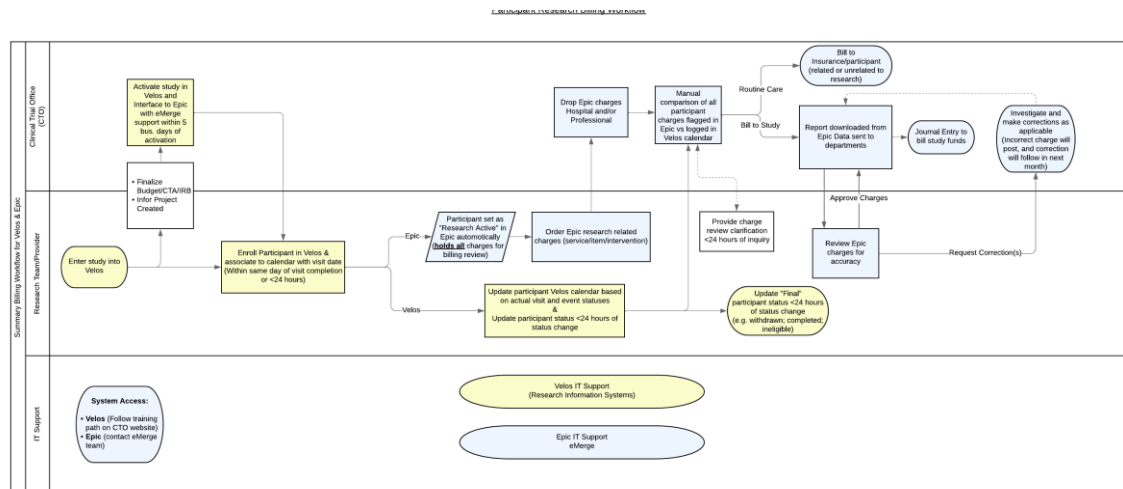 Participant Research Billing Workflow
Summary Billing Workflow for Velos & Epic
Clinical Trial Office
(CTO)
Activate study in
Velos and
Interface to Epic
with eMerge
support within 5
bus. days of
activation
• Finalize
Budget/CTA/IRB
• Infor Project
Created
Drop Epic charges
Hospital and/or
Professional
Manual
comparison of all
participant
charges flagged in
Epic vs logged in
Velos calendar
Routine Care
Bill to Study
Bill to
Insurance/participant
(related or unrelated to
research)
Report downloaded from
Epic Data sent to
departments
Journal Entry to
bill study funds
Investigate and
make corrections as
applicable
(Incorrect charge will
post, and correction
will follow in next
month)
Research Team/Provider
Enter study into
Velos
Enroll Participant in Velos &
associate to calendar with visit date
(Within same day of visit completion
or <24 hours)
Epic
Velos
Participant set as
"Research Active" in
Epic automotically
(holds all charges for
billing review)
Order Epic research related
charges (service/item/intervention)
Update participant Velos calendar based
on actual visit and event statuses
&
Update participant status <24 hours of
status change
Provide charge
review clarification
<24 hours of inquiry
Update "Final"
participant status <24 hours
of status change
(e.g. withdrawn; completed;
ineligible)
Approve Charges
Review Epic
charges for
accuracy
Request Correction(s)
IT Support
System Access:
• Velos (Follow training
path on CTO website)
• Epic (contact eMerge
team)
Velos IT Support
(Research Information Systems)
Epic IT Support
eMerge